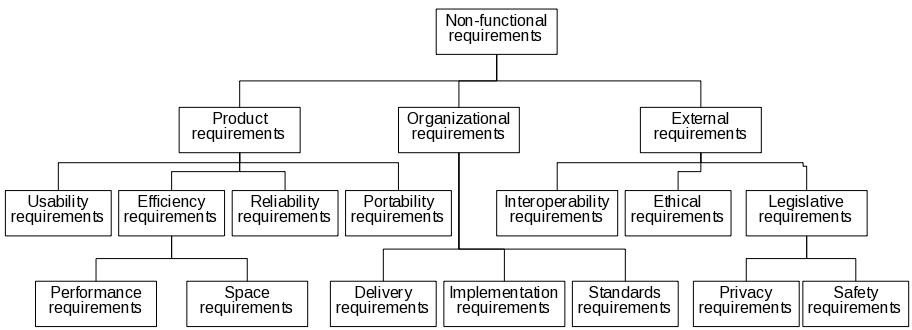 Non-functional
requirements
Product
requirements
Organizational
requirements
External
requirements
Usability
requirements
Efficiency
requirements
Reliability
requirements
Portability
requirements
Interoperability
requirements
Ethical
requirements
Legislative
requirements
Performance
requirements
Space
requirements
Delivery
requirements
Implementation
requirements
Standards
requirements
Privacy
requirements
Safety
requirements